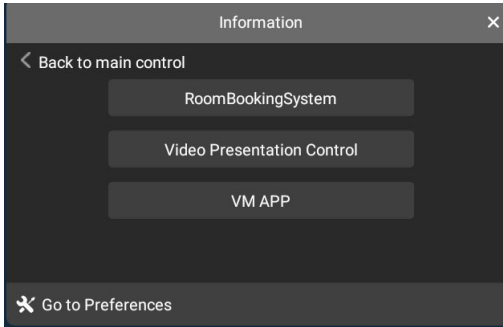 Information
Back to main control
RoomBookingSystem
Video Presentation Control
VM APP
Go to Preferences